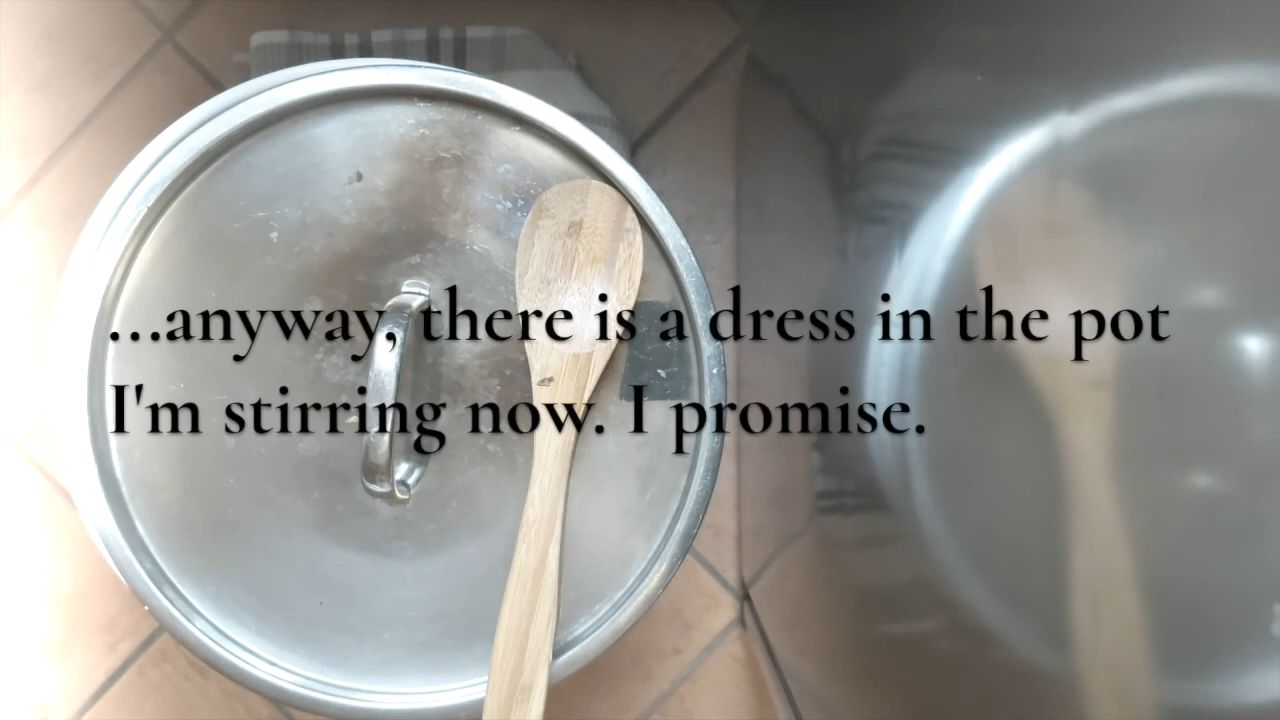 ...anyway, there is a dress in the pot
I'm stirring now. I promise.